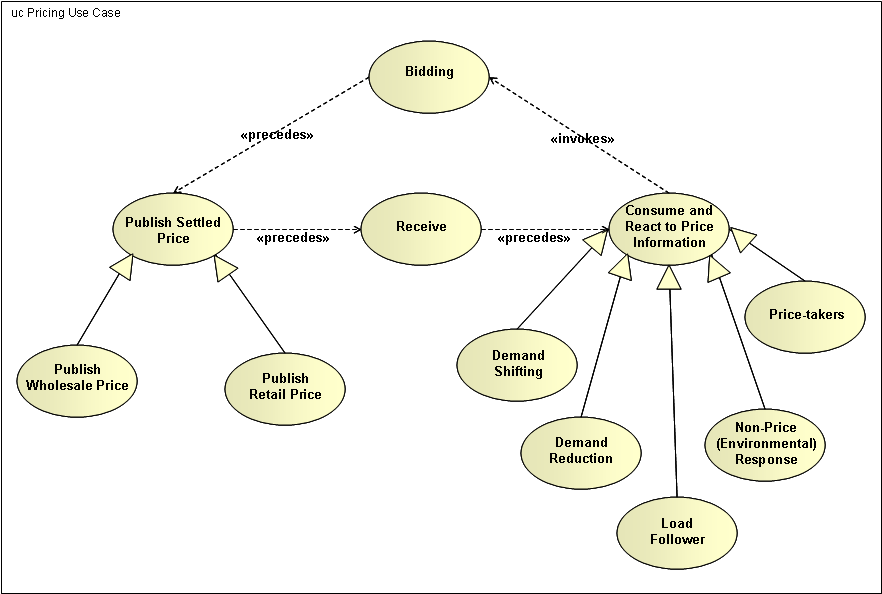 uc Pricing Use Case
Bidding
«precedes»
«invokes»
Publish Settled
Price
«precedes»
Receive
«precedes»
Consume and
React to Price
Information
Price-takers
Demand
Shifting
Publish
Wholesale Price
Publish
Retail Price
Non-Price
(Environmental)
Response
Demand
Reduction
Load
Follower